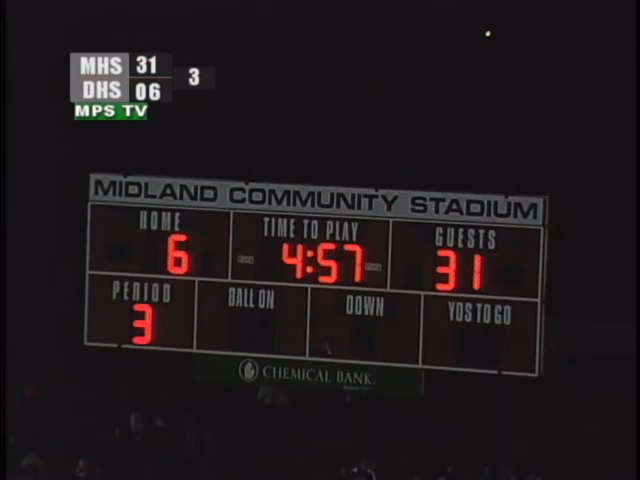 MHS 31 3
DHS 06
MPS TV
MIDLAND COMMUNITY STADIUM
HOME TIME TO PLAY GUESTS
6 4:57 31
PERIOD BALL ON DOWN YDS TO GO
3
CHEMICAL BANK